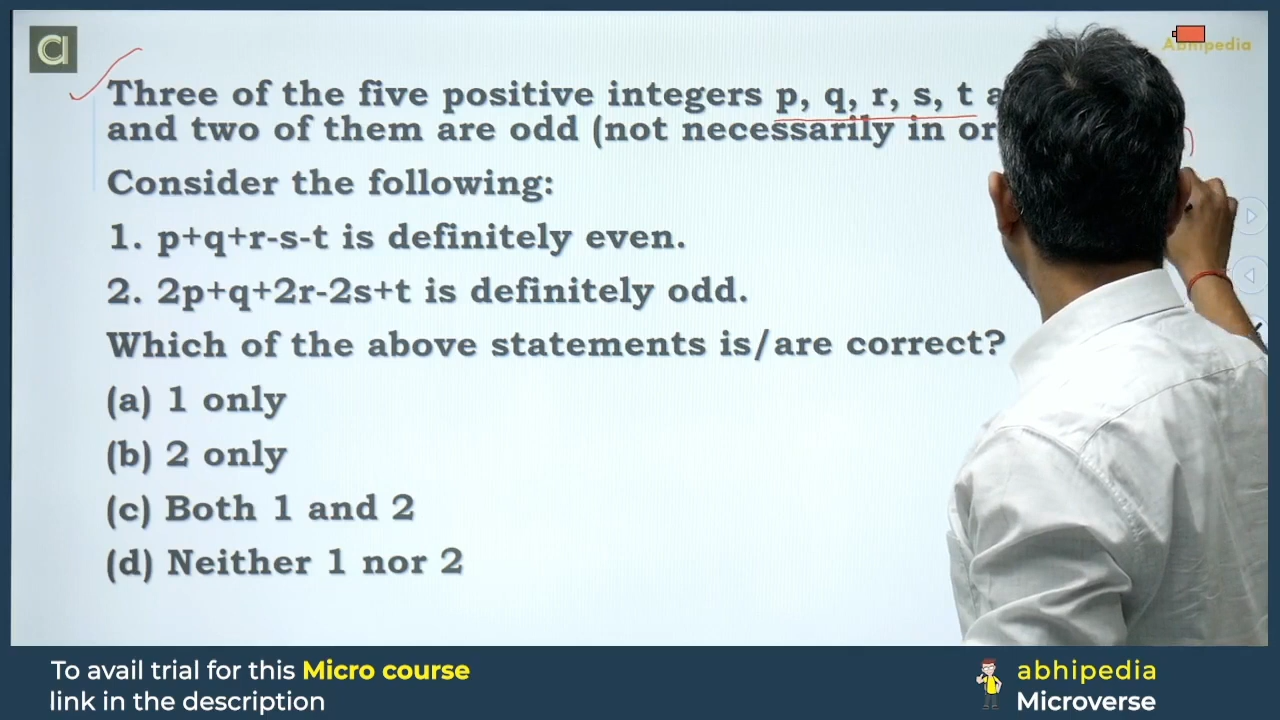 CI
Abhipedia
Three of the five positive integers p, q, r, s, t
and two of them are odd (not necessarily in
Consider the following:
1. p+q+r-s-t is definitely even.
2. 2p+q+2r-2s+t is definitely odd.
Which of the above statements is/are correct?
(a) 1 only
(b) 2 only
(c) Both 1 and 2
(d) Neither 1 nor 2
To avail trial for this Micro course
link in the description
abhipedia
Microverse